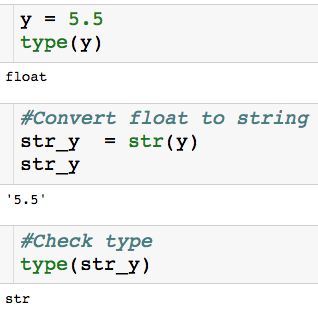 y = 5.5
type(y)
float
#Convert float to string
str_y  = str(y)
str_y
'5.5'
#Check type
type(str_y)
str